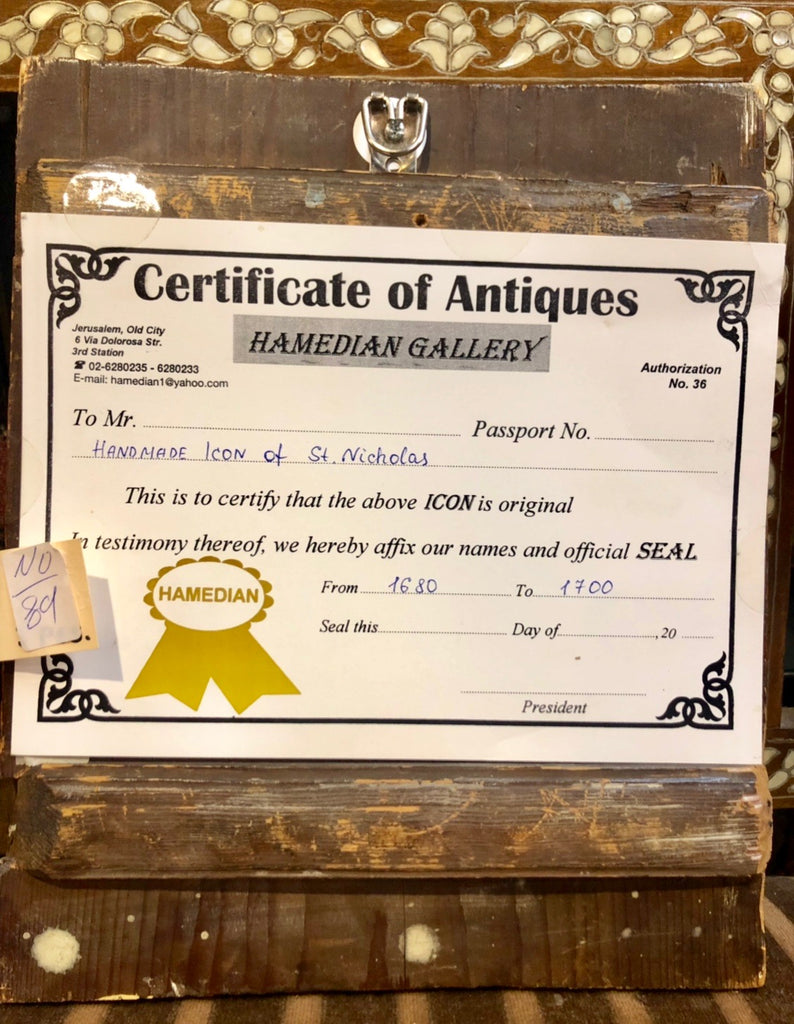 Certificate of Antiques
HAMEDIAN GALLERY
Jerusalem, Old City
6 Via Dolorosa Str.
3rd Station
☎ 02-6280235 - 6280233
E-mail: hamedian1@yahoo.com
Authorization
No. 36
To Mr. Passport No.
HANDMADE ICON of St. Nicholas
This is to certify that the above ICON is original
In testimony thereof, we hereby affix our names and official SEAL
NO
89
HAMEDIAN
From 1680 To 1700
Seal this Day of , 20
President